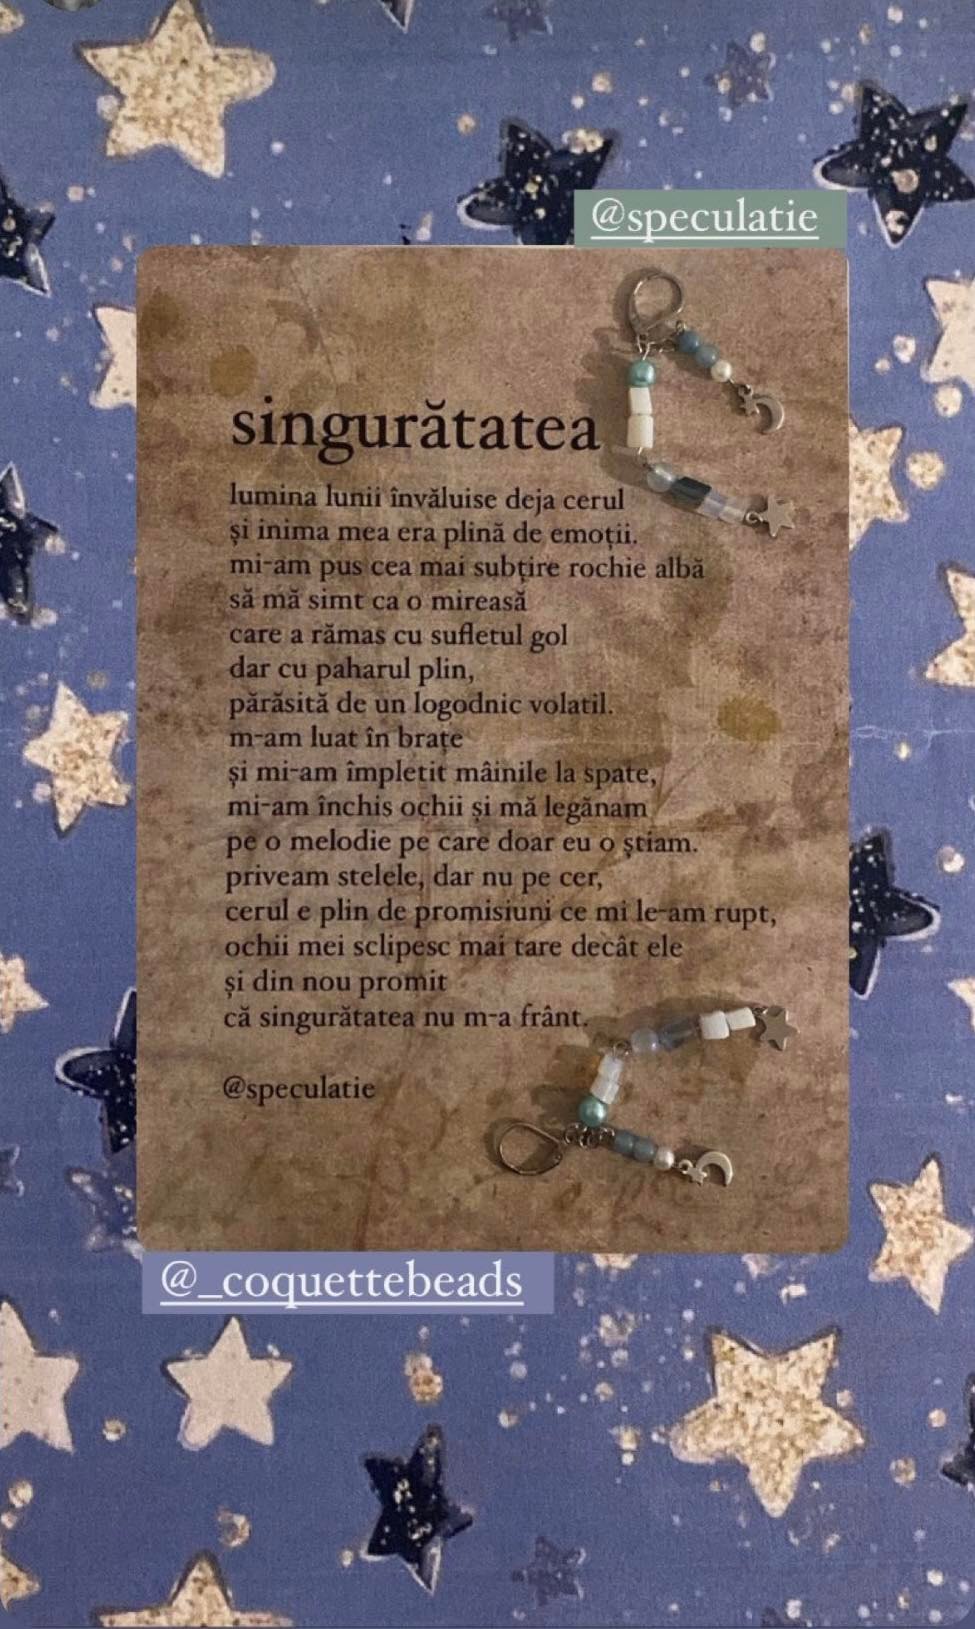 @speculatie
singurătatea
lumina lunii învăluise deja cerul
și inima mea era plină de emoții.
mi-am pus cea mai subțire rochie albă
să mă simt ca o mireasă
care a rămas cu sufletul gol
dar cu paharul plin,
părăsită de un logodnic volatil.
m-am luat în brațe
și mi-am împletit mâinile la spate,
mi-am închis ochii și mă legănam
pe o melodie pe care doar eu o știam.
priveam stelele, dar nu pe cer,
cerul e plin de promisiuni ce mi le-am rupt,
ochii mei sclipesc mai tare decât ele
și din nou promit
că singurătatea nu m-a frânt.
@speculatie
@_coquettebeads